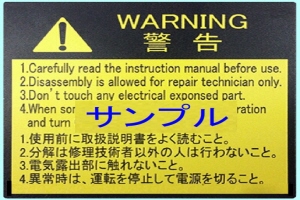 WARNING
警告
1.Carefully read the instruction manual before use.
2.Disassembly is allowed for repair technician only.
3.Don't touch any electrical exponsed part.
4.When サンプル ration
and turn
1.使用前に取扱説明書をよく読むこと。
2.分解は修理技術者以外の人は行わないこと。
3.電気露出部に触れないこと。
4.異常時は、運転を停止して電源を切ること。